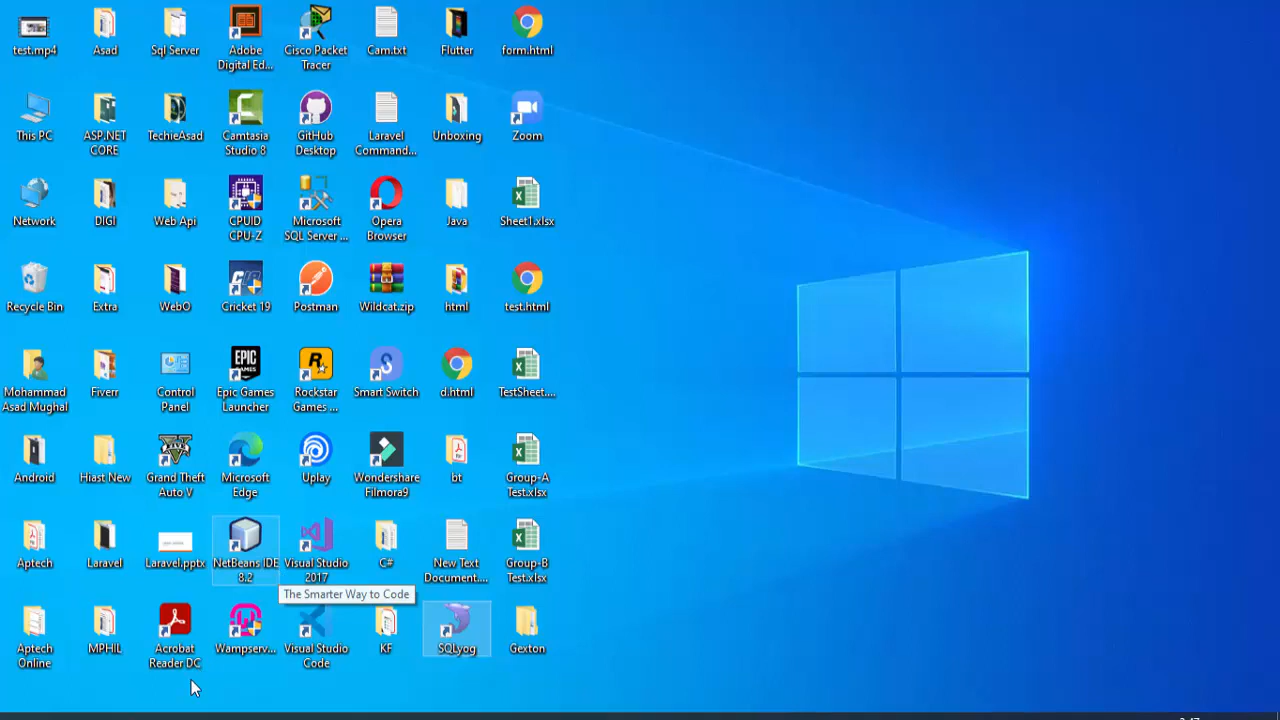 test.mp4
Asad
Sql Server
Adobe
Digital Ed...
Cisco Packet
Tracer
Cam.txt
Flutter
form.html
This PC
ASP.NET
CORE
TechieAsad
Camtasia
Studio 8
GitHub
Desktop
Laravel
Command...
Unboxing
Zoom
Network
DIGI
Web Api
CPUID
CPU-Z
Microsoft
SQL Server ...
Opera
Browser
Java
Sheet1.xlsx
Recycle Bin
Extra
WebO
Cricket 19
Postman
Wildcat.zip
html
test.html
Mohammad
Asad Mughal
Fiverr
Control
Panel
EPIC
GAMES
Epic Games
Launcher
Rockstar
Games ...
Smart Switch
d.html
TestSheet....
Android
Hiast New
Grand Theft
Auto V
Microsoft
Edge
Uplay
Wondershare
Filmora9
bt
Group-A
Test.xlsx
Aptech
Laravel
Laravel.pptx
NetBeans IDE
8.2
Visual Studio
2017
C#
New Text
Document....
Group-B
Test.xlsx
The Smarter Way to Code
Aptech
Online
MPHIL
Acrobat
Reader DC
Wampserv...
Visual Studio
Code
KF
SQLyog
Gexton